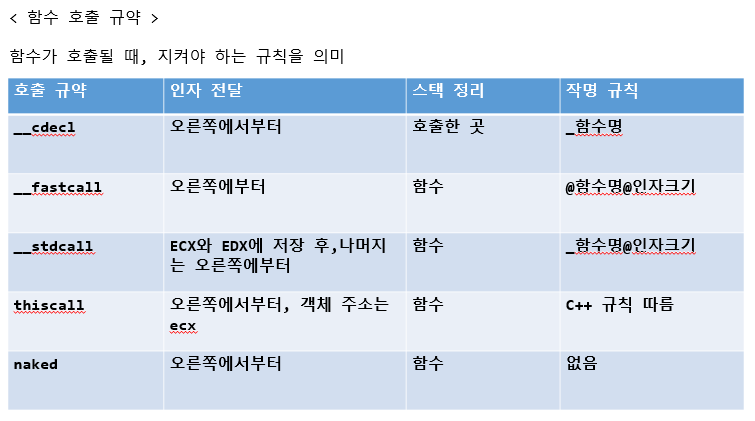 < 함수 호출 규약 >
함수가 호출될 때, 지켜야 하는 규칙을 의미
호출 규약 인자 전달 스택 정리 작명 규칙
__cdecl 오른쪽에서부터 호출한 곳 _함수명
__fastcall 오른쪽에부터 함수 @함수명@인자크기
__stdcall ECX와 EDX에 저장 후,나머지는 오른쪽에부터 함수 _함수명@인자크기
thiscall 오른쪽에서부터, 객체 주소는 ecx 함수 C++ 규칙 따름
naked 오른쪽에서부터 함수 없음